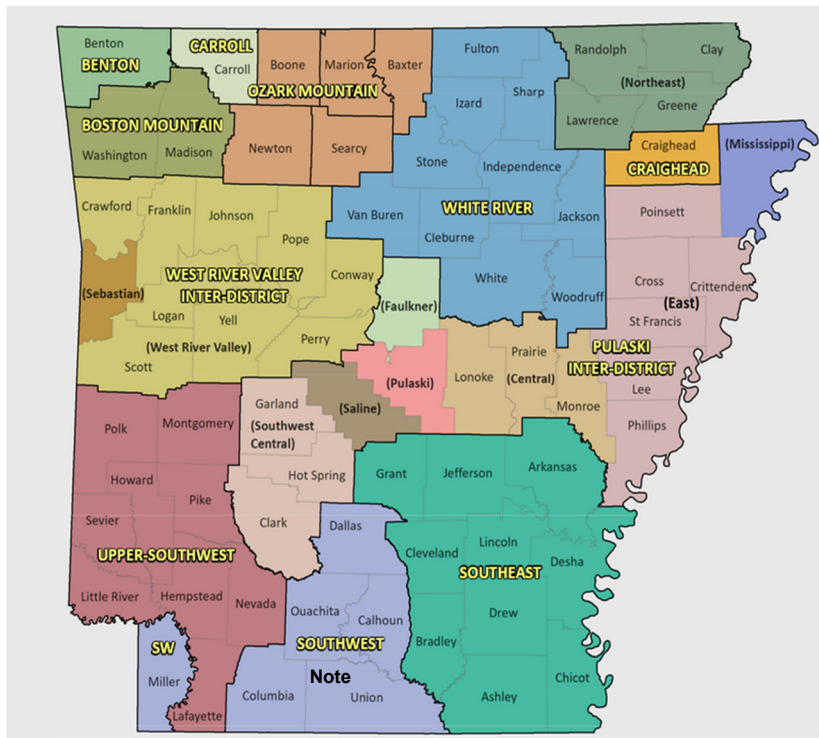 Benton
BENTON
CARROLL
Carroll
Boone
Marion
Baxter
OZARK MOUNTAIN
Fulton
Sharp
Izard
Randolph
Clay
(Northeast)
Greene
Lawrence
BOSTON MOUNTAIN
Washington
Madison
Newton
Searcy
Stone
Independence
Craighead
CRAIGHEAD
(Mississippi)
Crawford
Franklin
Johnson
Pope
Van Buren
WHITE RIVER
Jackson
Cleburne
Poinsett
WEST RIVER VALLEY
INTER-DISTRICT
Conway
(Sebastian)
Logan
Yell
(West River Valley)
Perry
Scott
White
Woodruff
Cross
Crittenden
(East)
St Francis
(Faulkner)
PULASKI
INTER-DISTRICT
Prairie
(Central)
Lonoke
(Pulaski)
Monroe
Lee
Phillips
Garland
(Southwest
Central)
(Saline)
Polk
Montgomery
Hot Spring
Howard
Pike
Clark
Sevier
UPPER-SOUTHWEST
Little River
Hempstead
Nevada
Grant
Jefferson
Arkansas
Dallas
Cleveland
Lincoln
Desha
SOUTHEAST
Ouachita
Calhoun
Drew
Bradley
SOUTHWEST
SW
Miller
Lafayette
Note
Columbia
Union
Ashley
Chicot